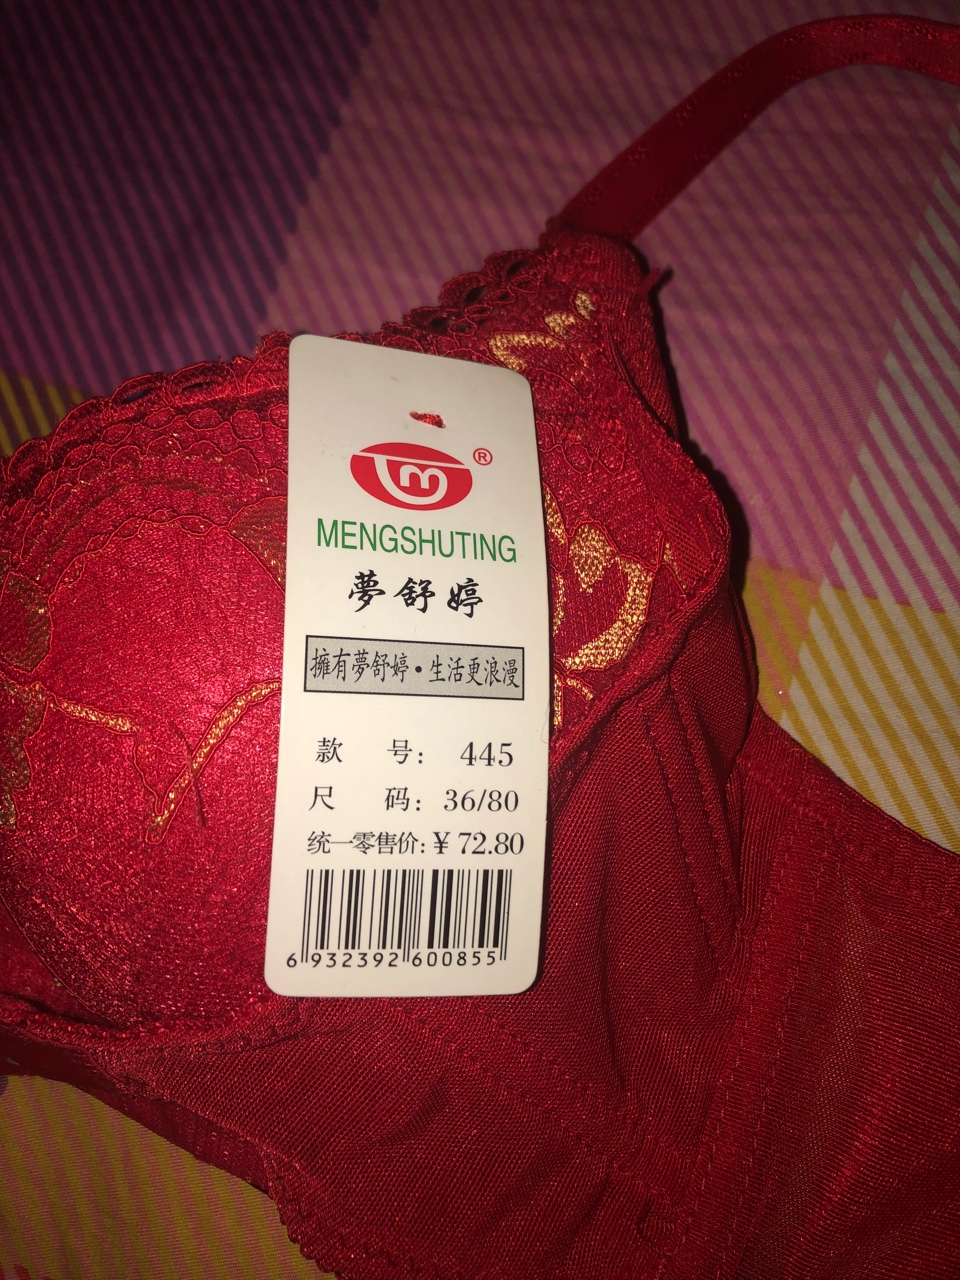 m ®
MENGSHUTING
夢舒婷
擁有夢舒婷·生活更浪漫
款 号: 445
尺 码: 36/80
统一零售价:¥ 72.80
6 932392 600855